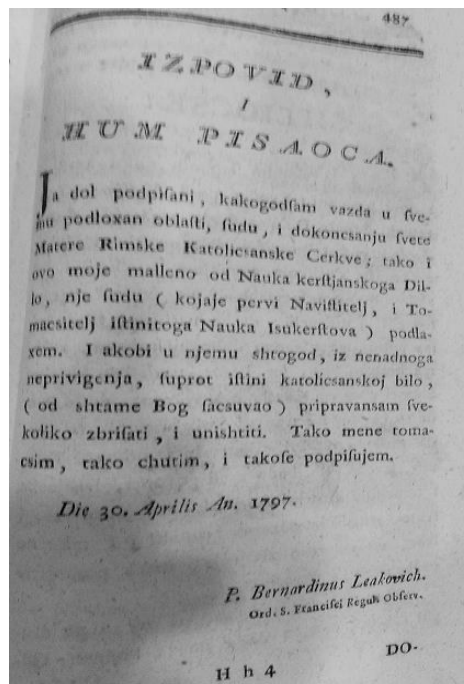 487
IZPOVID,
I
HUM PISAOCA.
Ja dol podpiſani, kakogodſam vazda u ſve-
mu podloxan oblaſti, ſudu, i dokoncsanju ſvete
Matere Rimske Katolicsanske Cerkve; tako i
ovo moje malleno od Nauka kerſtjanskoga Dil-
lo, nje ſudu ( kojaje pervi Naviſtitelj, i To-
macsitelj iſtinitoga Nauka Isukerſtova ) podla-
xem. I akobi u njemu shtogod, iz nenadnoga
neprivigenja, ſuprot iſtini katolicsanskoj bilo,
( od shtame Bog ſacsuvao ) pripravansam ſve-
koliko zbriſati, i unishtiti. Tako mene toma-
csim, tako chutim, i takoſe podpiſujem.
Die 30. Aprilis An. 1797.
P. Bernardinus Leakovich.
Ord. S. Franciſci Regul. Obſerv.
DO-
H h 4